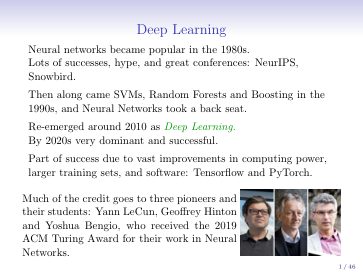 Deep Learning
Neural networks became popular in the 1980s.
Lots of successes, hype, and great conferences: NeurIPS,
Snowbird.
Then along came SVMs, Random Forests and Boosting in the
1990s, and Neural Networks took a back seat.
Re-emerged around 2010 as Deep Learning.
By 2020s very dominant and successful.
Part of success due to vast improvements in computing power,
larger training sets, and software: Tensorflow and PyTorch.
Much of the credit goes to three pioneers and
their students: Yann LeCun, Geoffrey Hinton
and Yoshua Bengio, who received the 2019
ACM Turing Award for their work in Neural
Networks.
1 / 46